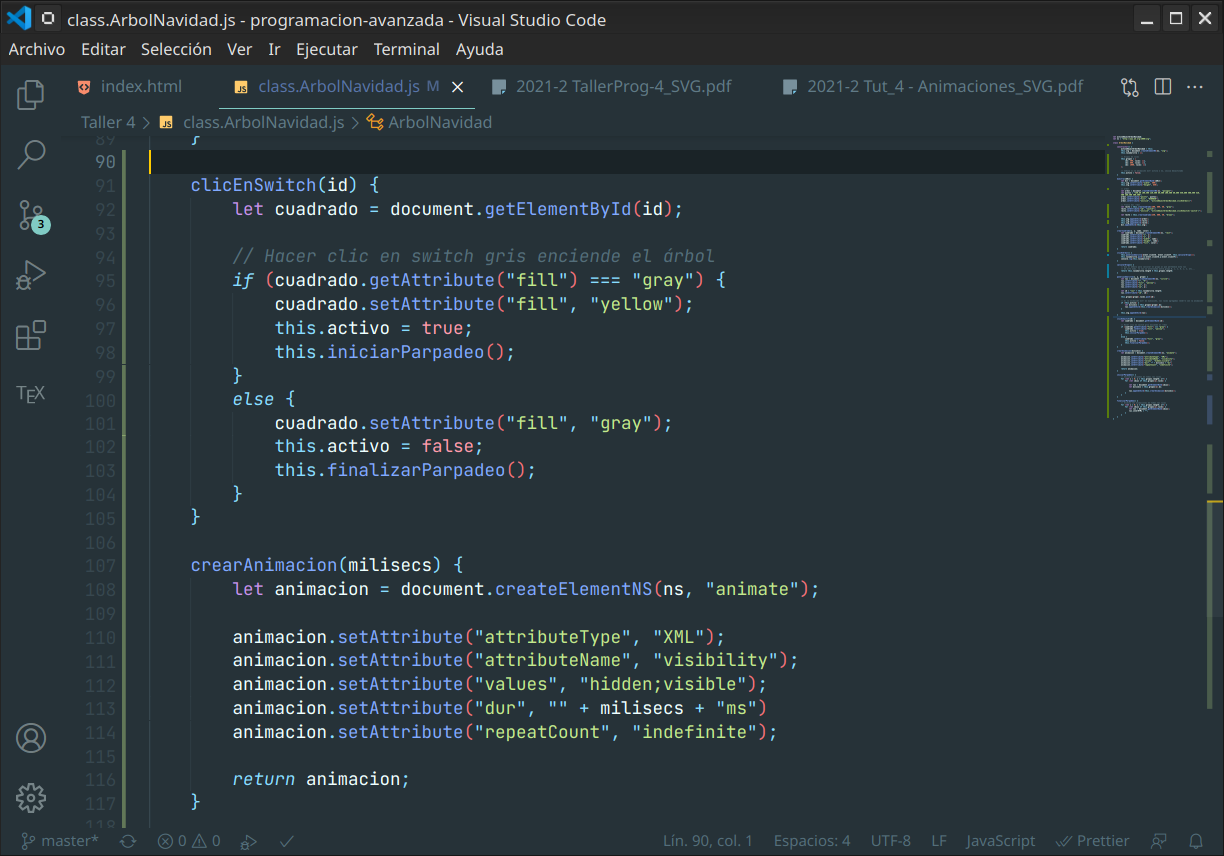 class.ArbolNavidad.js - programacion-avanzada - Visual Studio Code
Archivo Editar Selección Ver Ir Ejecutar Terminal Ayuda
index.html JS class.ArbolNavidad.js M 2021-2 TallerProg-4_SVG.pdf 2021-2 Tut_4 - Animaciones_SVG.pdf
Taller 4 > JS class.ArbolNavidad.js > ArbolNavidad
89 }
90
91 clicEnSwitch(id) {
92 let cuadrado = document.getElementById(id);
93
94 // Hacer clic en switch gris enciende el árbol
95 if (cuadrado.getAttribute("fill") === "gray") {
96 cuadrado.setAttribute("fill", "yellow");
97 this.activo = true;
98 this.iniciarParpadeo();
99 }
100 else {
101 cuadrado.setAttribute("fill", "gray");
102 this.activo = false;
103 this.finalizarParpadeo();
104 }
105 }
106
107 crearAnimacion(milisecs) {
108 let animacion = document.createElementNS(ns, "animate");
109
110 animacion.setAttribute("attributeType", "XML");
111 animacion.setAttribute("attributeName", "visibility");
112 animacion.setAttribute("values", "hidden;visible");
113 animacion.setAttribute("dur", "" + milisecs + "ms")
114 animacion.setAttribute("repeatCount", "indefinite");
115
116 return animacion;
117 }
118
3
TEX
master* 0 0 Lín. 90, col. 1 Espacios: 4 UTF-8 LF JavaScript Prettier